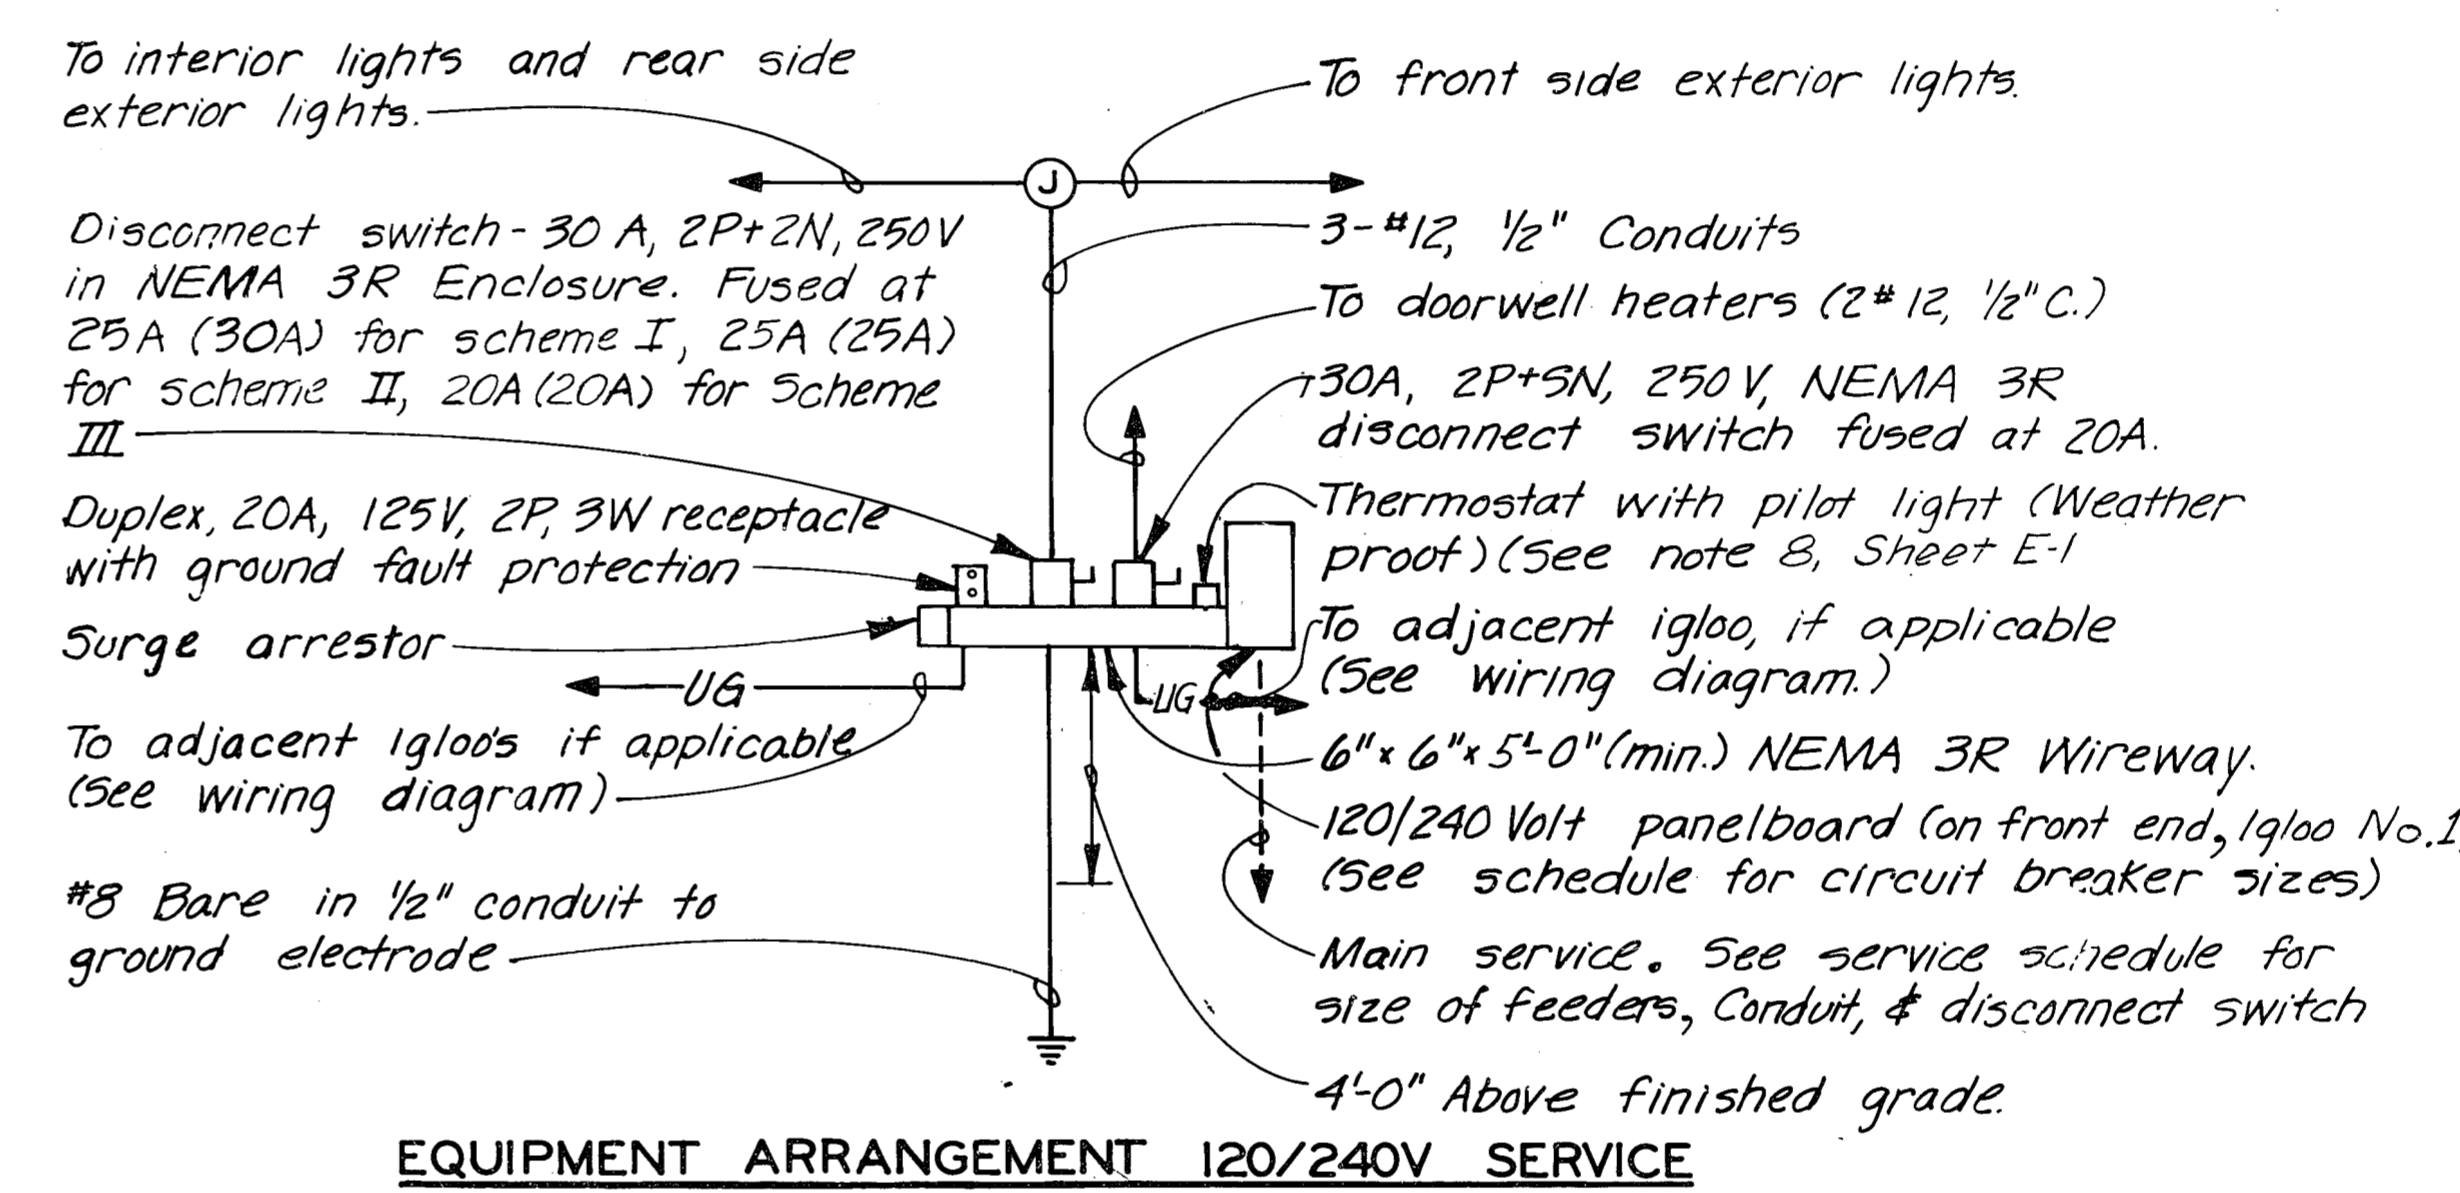 To interior lights and rear side
exterior lights.
Disconnect switch - 30 A, 2P+2N, 250V
in NEMA 3R Enclosure. Fused at
25A (30A) for scheme I, 25A (25A)
for scheme II, 20A (20A) for Scheme
III
Duplex, 20A, 125V, 2P, 3W receptacle
with ground fault protection
Surge arrestor
UG
To adjacent Igloo's if applicable
(See wiring diagram)
#8 Bare in 1/2" conduit to
ground electrode
J
To front side exterior lights.
3-#12, 1/2" Conduits
To doorwell heaters (2#12, 1/2"C.)
30A, 2P+SN, 250V, NEMA 3R
disconnect switch fused at 20A.
Thermostat with pilot light (Weather
proof) (See note 8, Sheet E-1
To adjacent igloo, if applicable
(See wiring diagram.)
UG
6"x 6"x 5'-0"(min.) NEMA 3R Wireway.
120/240 Volt panelboard (on front end, Igloo No.1
(See schedule for circuit breaker sizes)
Main service. See service schedule for
size of feeders, Conduit, & disconnect switch
4'-0" Above finished grade.
EQUIPMENT ARRANGEMENT 120/240V SERVICE